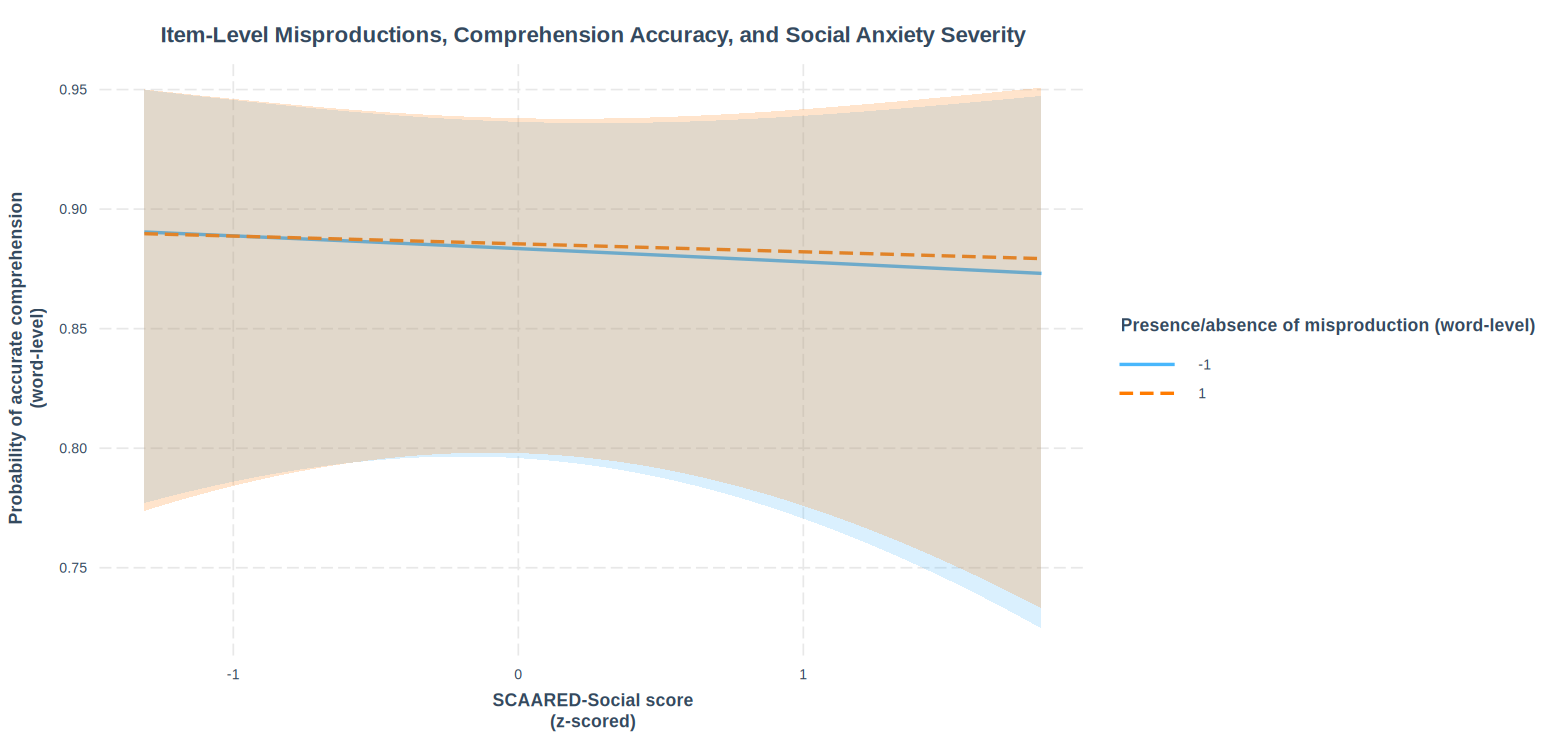 Item-Level Misproductions, Comprehension Accuracy, and Social Anxiety Severity
Probability of accurate comprehension
(word-level)
0.95
0.90
0.85
0.80
0.75
-1
0
1
SCAARED-Social score
(z-scored)
Presence/absence of misproduction (word-level)
-1
1